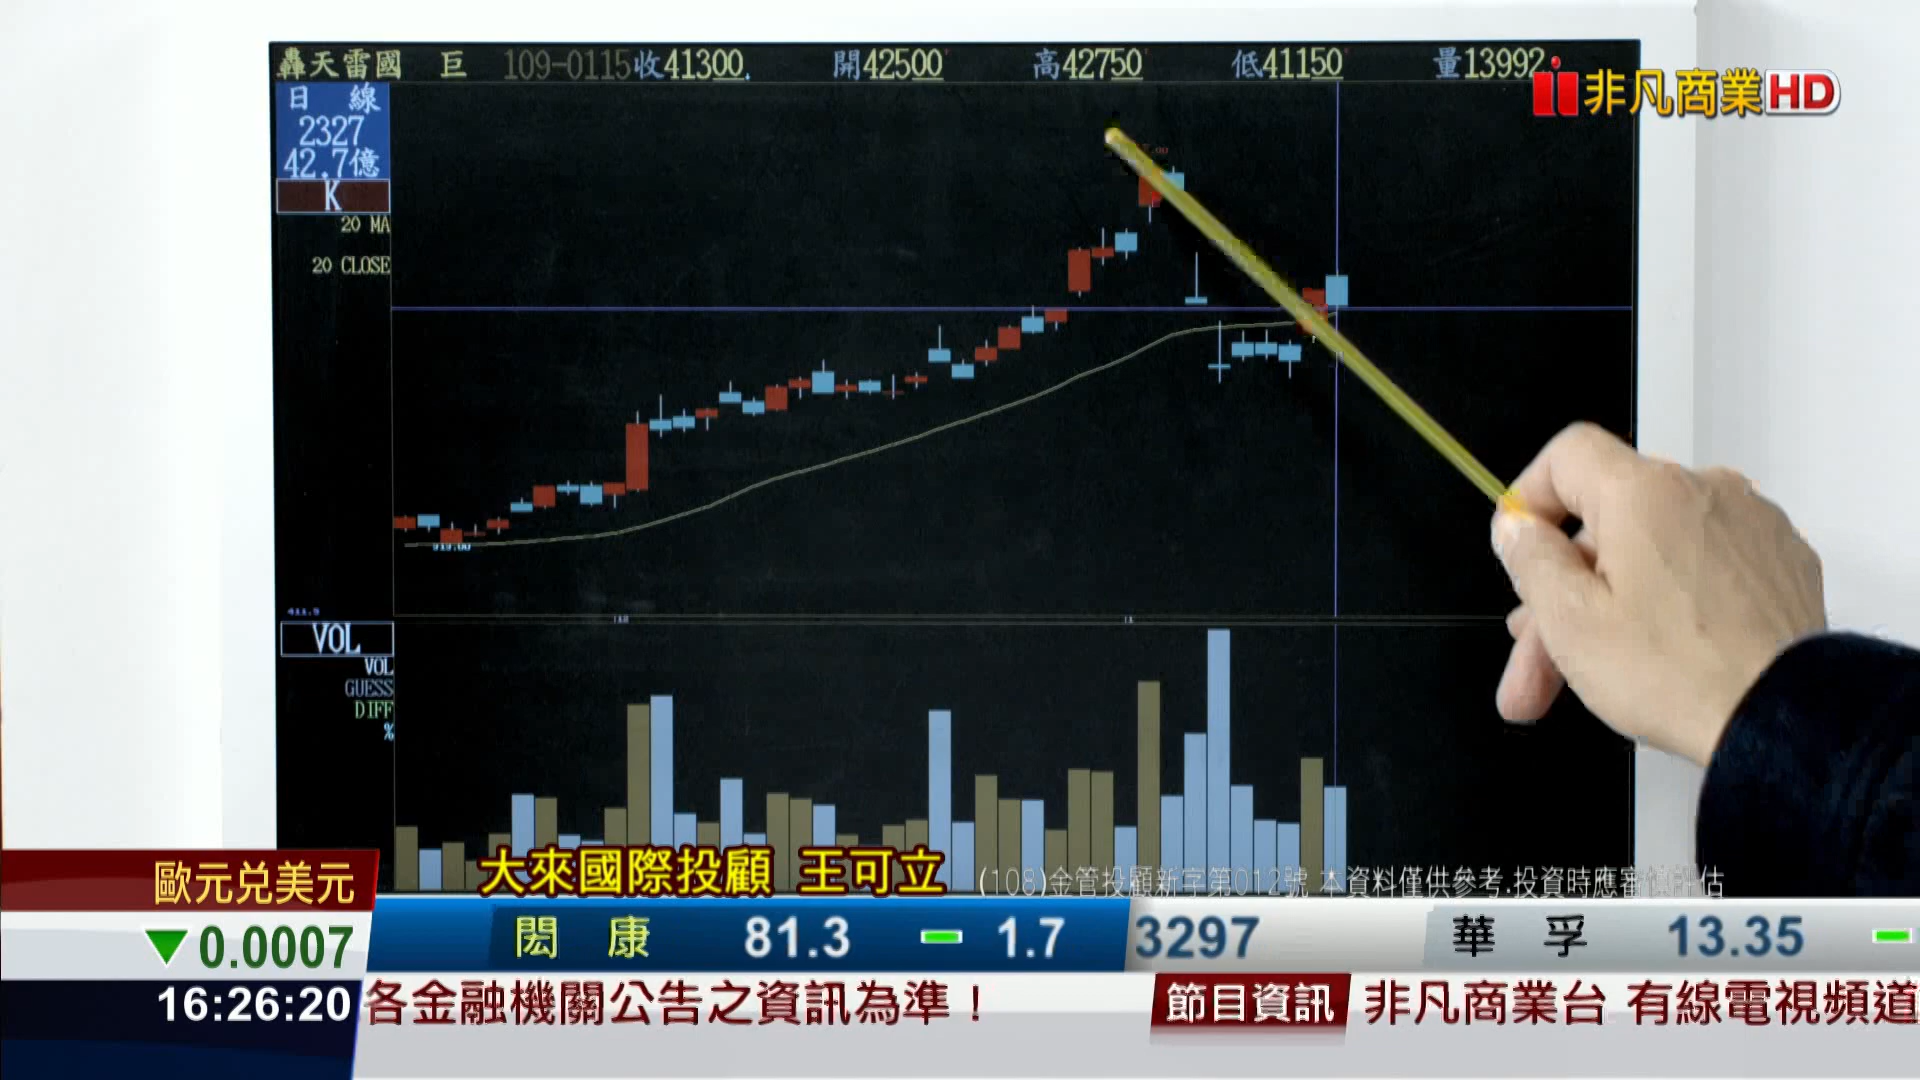 轟天雷國 巨 109-0115收41300 開42500 高42750 低41150 量13992
非凡商業HD
日 線
2327
42.7億
K
20 MA
20 CLOSE
411.5
12
1
VOL
VOL
GUESS
DIFF
%
大來國際投顧 王可立
(108)金管投顧新字第012號 本資料僅供參考.投資時應審慎評估
歐元兌美元
▼0.0007
閎 康 81.3 1.7 3297 華 孚 13.35
16:26:20
各金融機關公告之資訊為準！ 節目資訊 非凡商業台 有線電視頻道